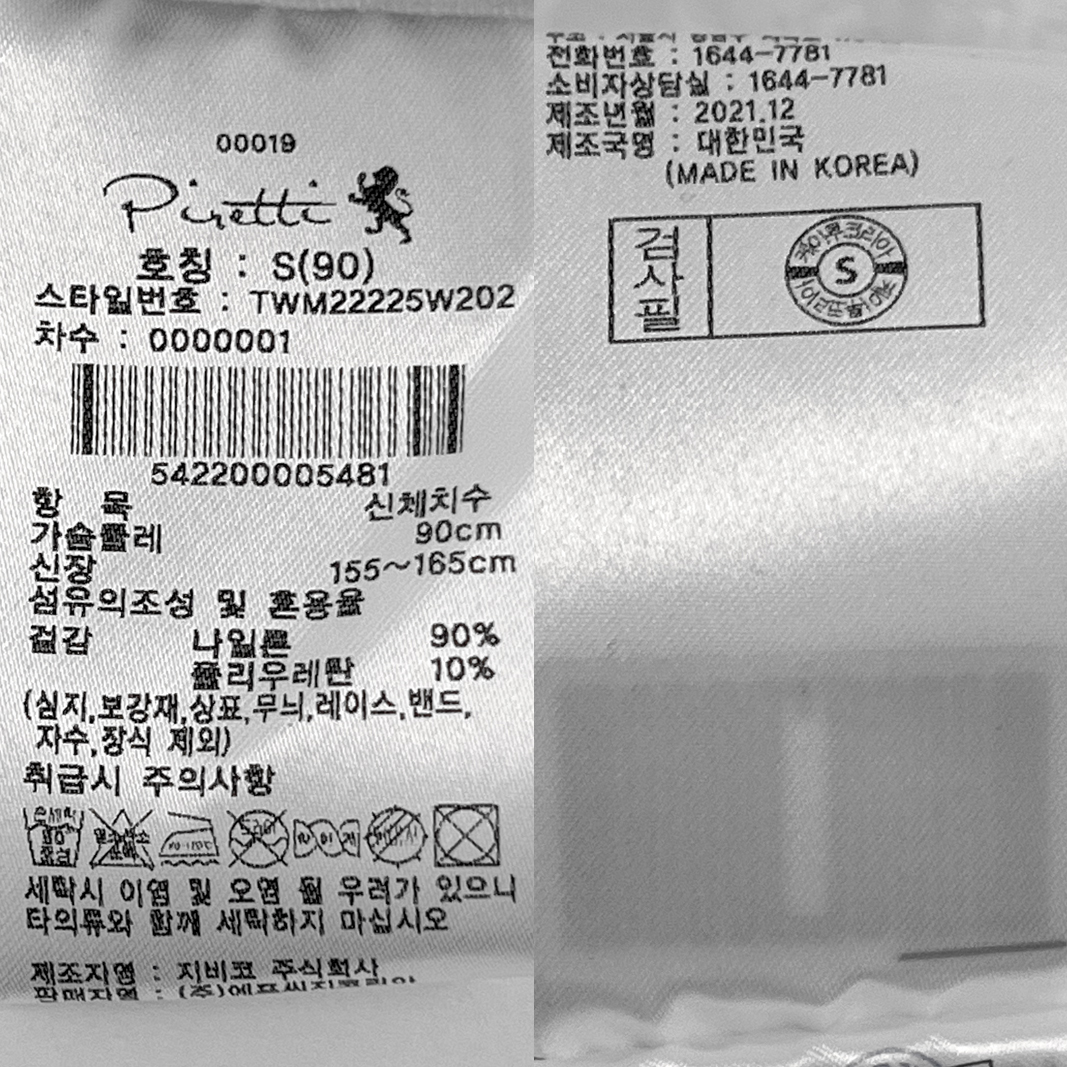 00019
Piretti
호칭 : S(90)
스타일번호 : TWM22225W202
차수 : 0000001
542200005481
항 목 신체치수
가슴둘레 90cm
신장 155~165cm
섬유의조성 및 혼용율
겉감 나일론 90%
폴리우레탄 10%
(심지,보강재,상표,무늬,레이스,밴드,
자수,장식 제외)
취급시 주의사항
세탁시 이염 및 오염 될 우려가 있으니
타의류와 함께 세탁하지 마십시오
제조자명 : 지비코 주식회사
판매자명 :
전화번호 : 1644-7781
소비자상담실 : 1644-7781
제조년월 : 2021.12
제조국명 : 대한민국
(MADE IN KOREA)
검사필
S